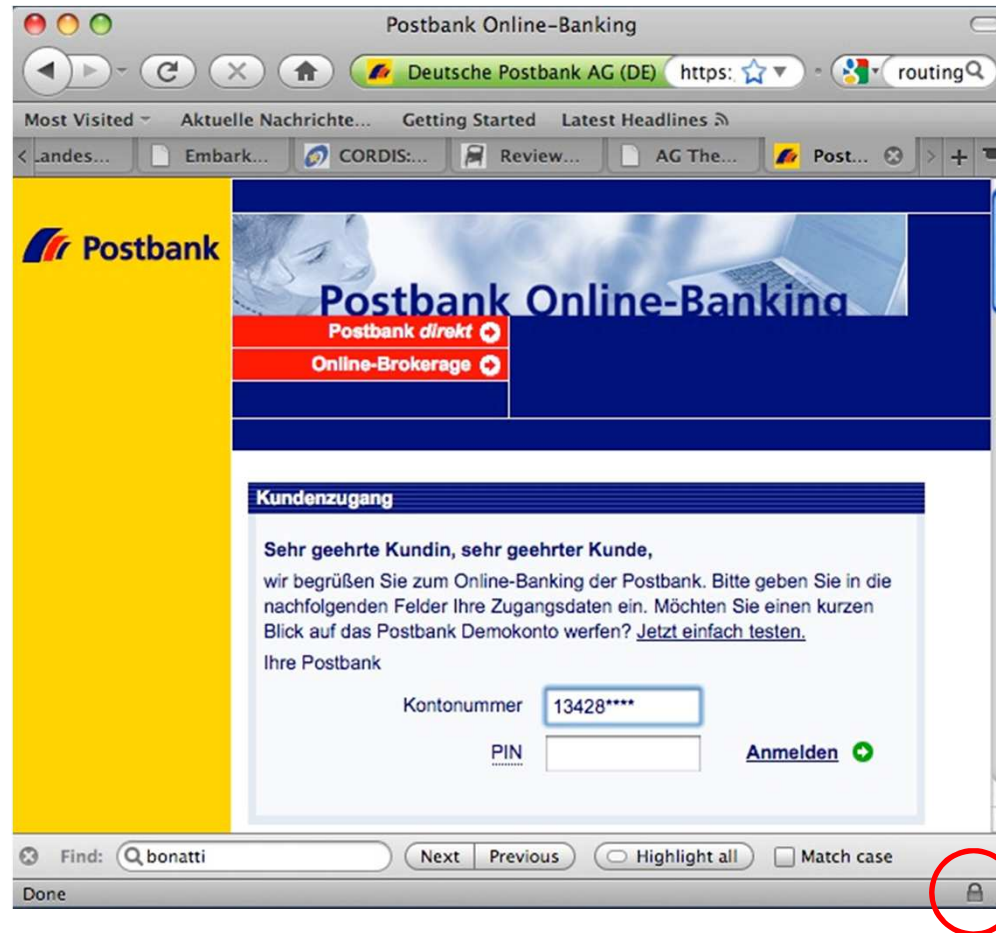 Postbank Online-Banking
Deutsche Postbank AG (DE) https: routing
Most Visited Aktuelle Nachrichte... Getting Started Latest Headlines
Landes... Embark... CORDIS:... Review... AG The... Post...
Postbank
Postbank Online-Banking
Postbank direkt
Online-Brokerage
Kundenzugang
Sehr geehrte Kundin, sehr geehrter Kunde,
wir begrüßen Sie zum Online-Banking der Postbank. Bitte geben Sie in die
nachfolgenden Felder Ihre Zugangsdaten ein. Möchten Sie einen kurzen
Blick auf das Postbank Demokonto werfen? Jetzt einfach testen.
Ihre Postbank
Kontonummer 13428****
PIN Anmelden
Find: bonatti Next Previous Highlight all Match case
Done